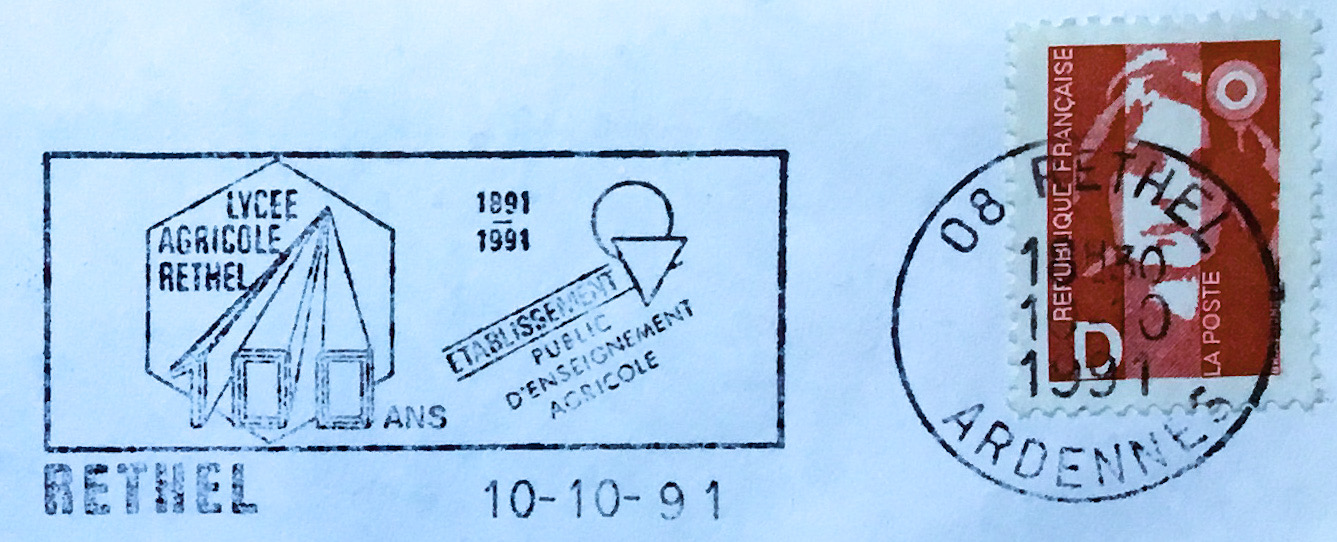 LYCEE
AGRICOLE
RETHEL
100 ANS
1891
1991
ETABLISSEMENT
PUBLIC
D'ENSEIGNEMENT
AGRICOLE
RETHEL
10-10-91
08 RETHEL
1991
ARDENNES
REPUBLIQUE FRANÇAISE
D
LA POSTE